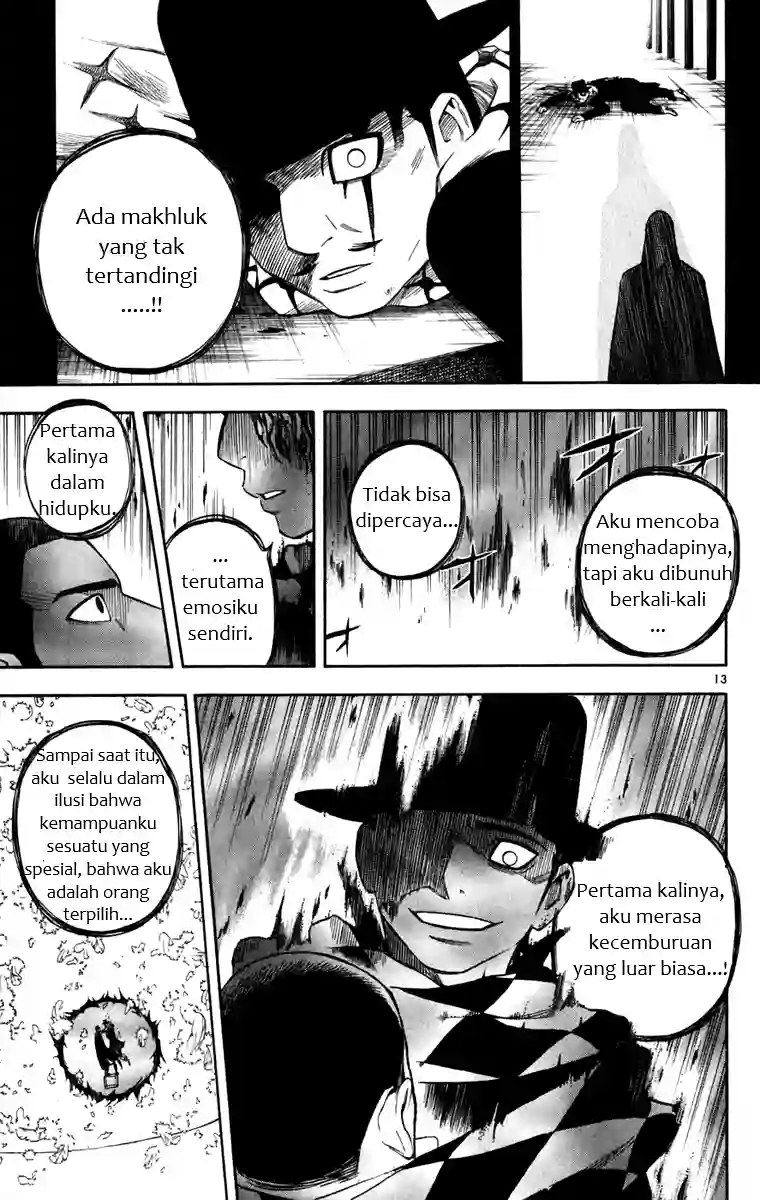 Ada makhluk
yang tak
tertandingi
.....!!
Aku mencoba
menghadapinya,
tapi aku dibunuh
berkali-kali
...
Tidak bisa
dipercaya...
...
terutama
emosiku
sendiri.
Pertama
kalinya
dalam
hidupku.
13
Pertama kalinya,
aku merasa
kecemburuan
yang luar biasa...!
Sampai saat itu,
aku selalu dalam
ilusi bahwa
kemampuanku
sesuatu yang
spesial, bahwa aku
adalah orang
terpilih...